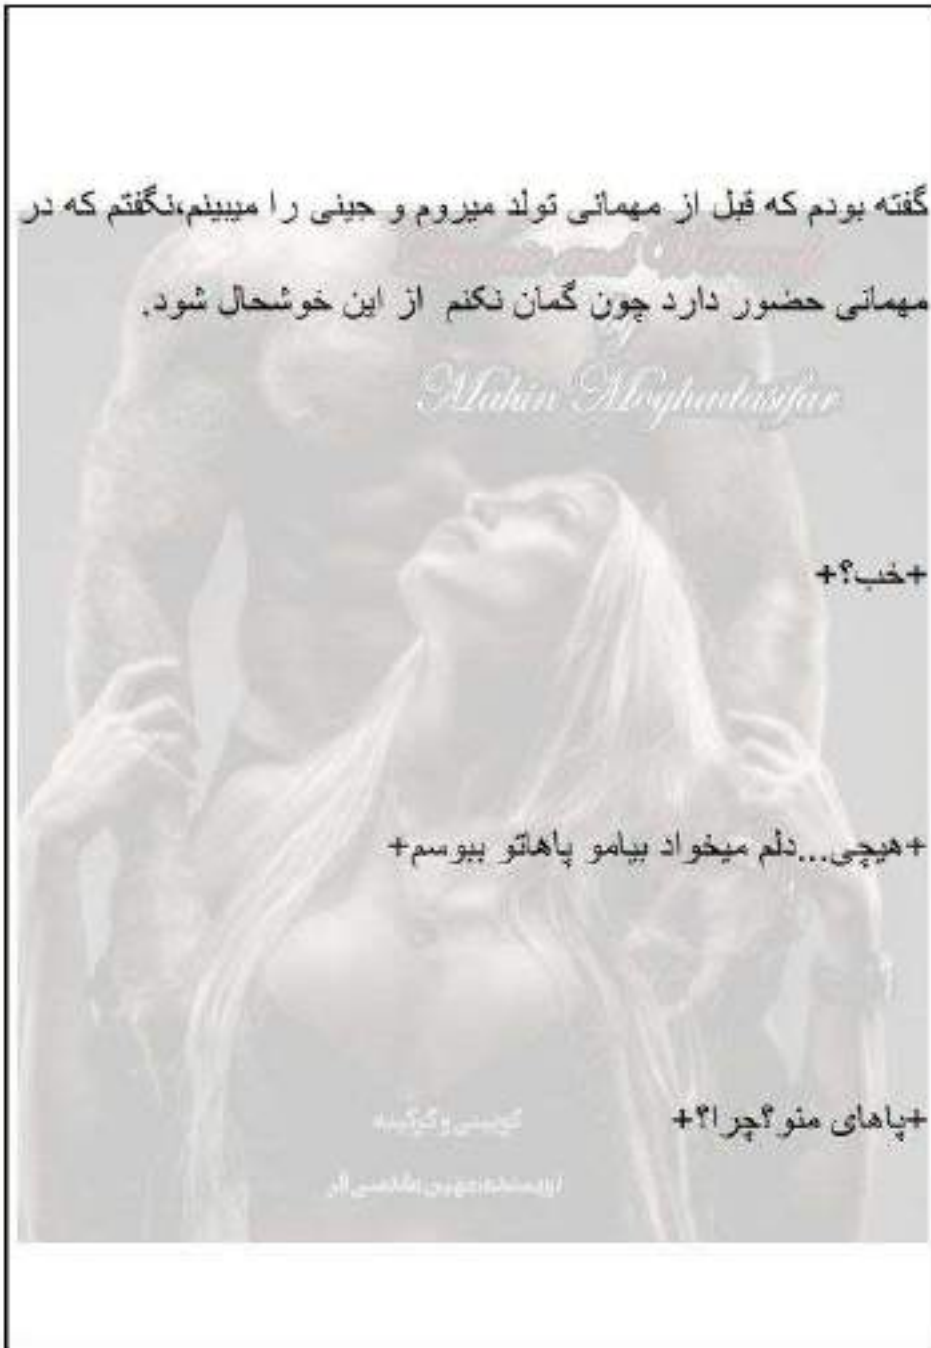 گفته بودم که قبل از مهمانی تولد میروم و جینی را میبینم،نگفتم که در
مهمانی حضور دارد چون گمان نکنم از این خوشحال شود.
by
Mahin Moghadasifar
+خب؟+
+هیچی...دلم میخواد بیامو پاهاتو ببوسم+
+پاهای منو؟چرا؟+